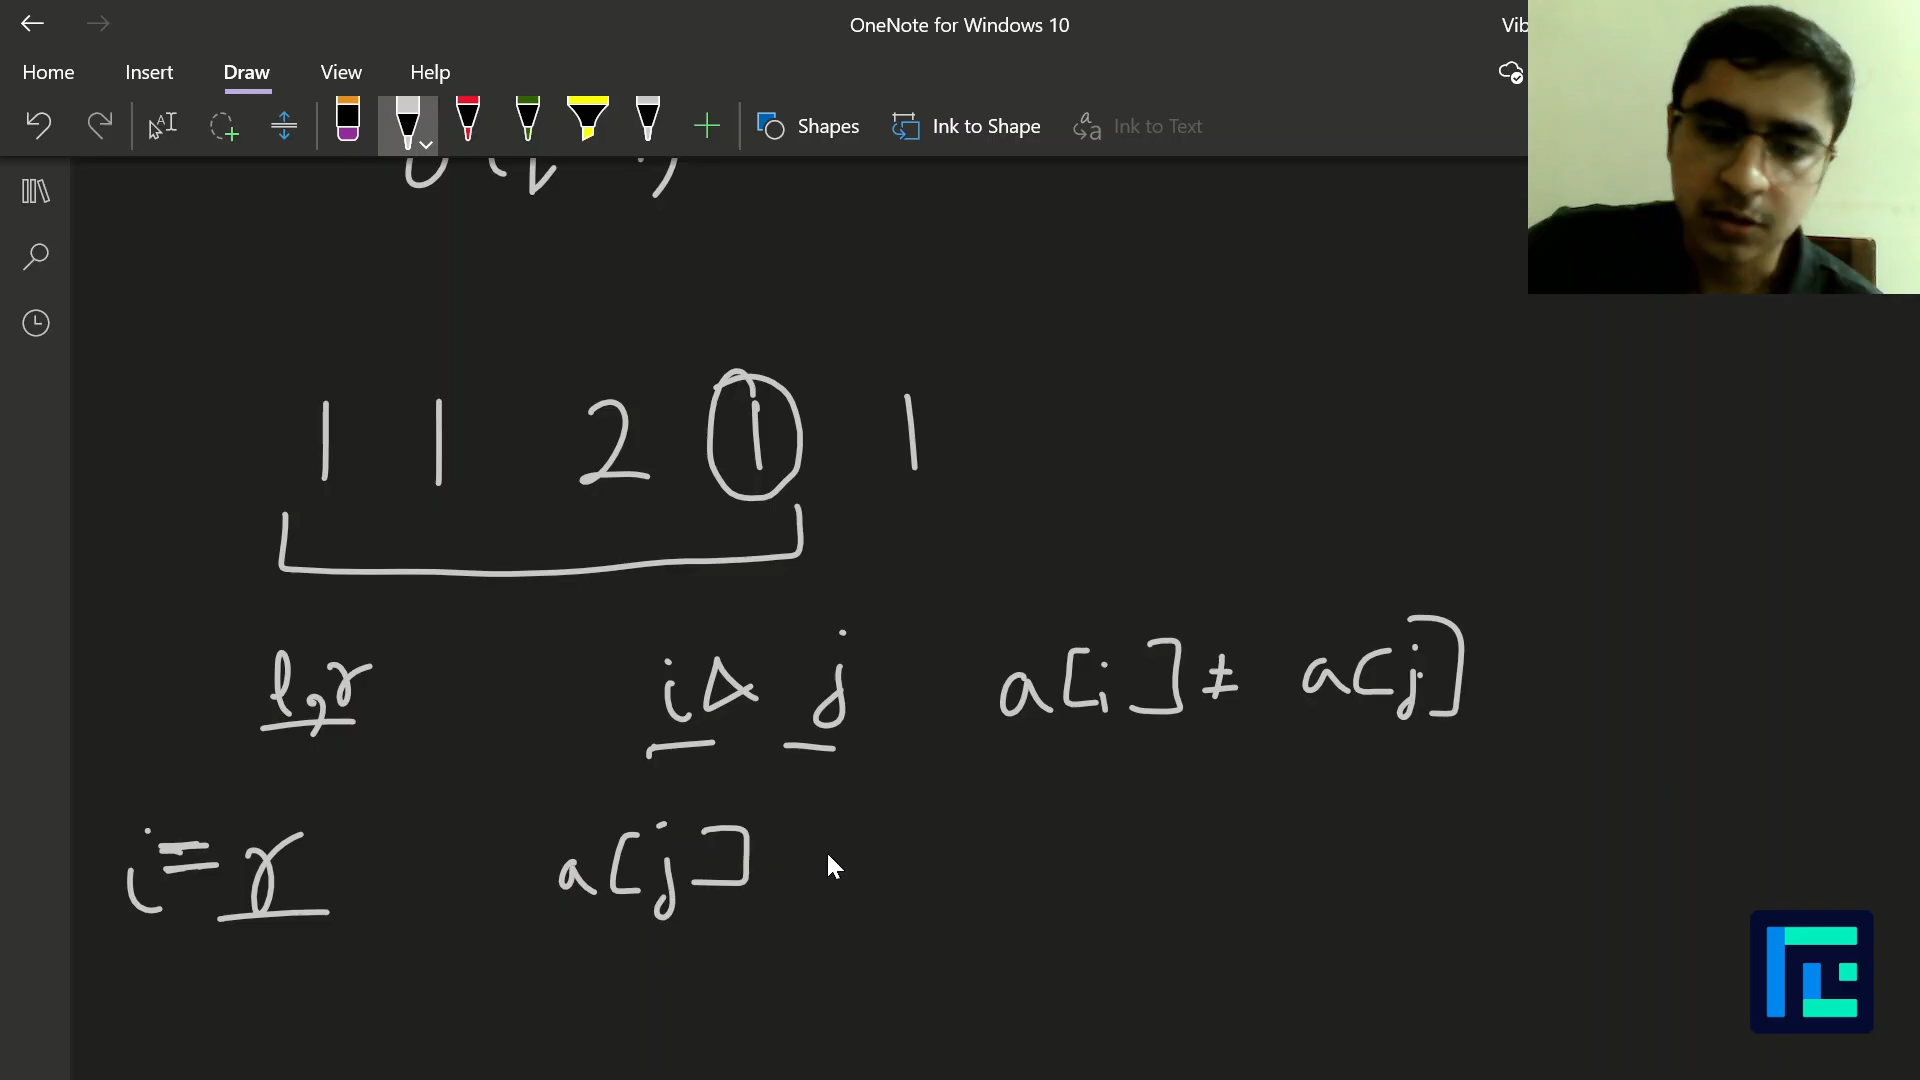 OneNote for Windows 10
Vib
Home Insert Draw View Help
Shapes Ink to Shape Ink to Text
1 1 2 1 1
l,r i & j a[i] ≠ a[j]
i = r a[j]